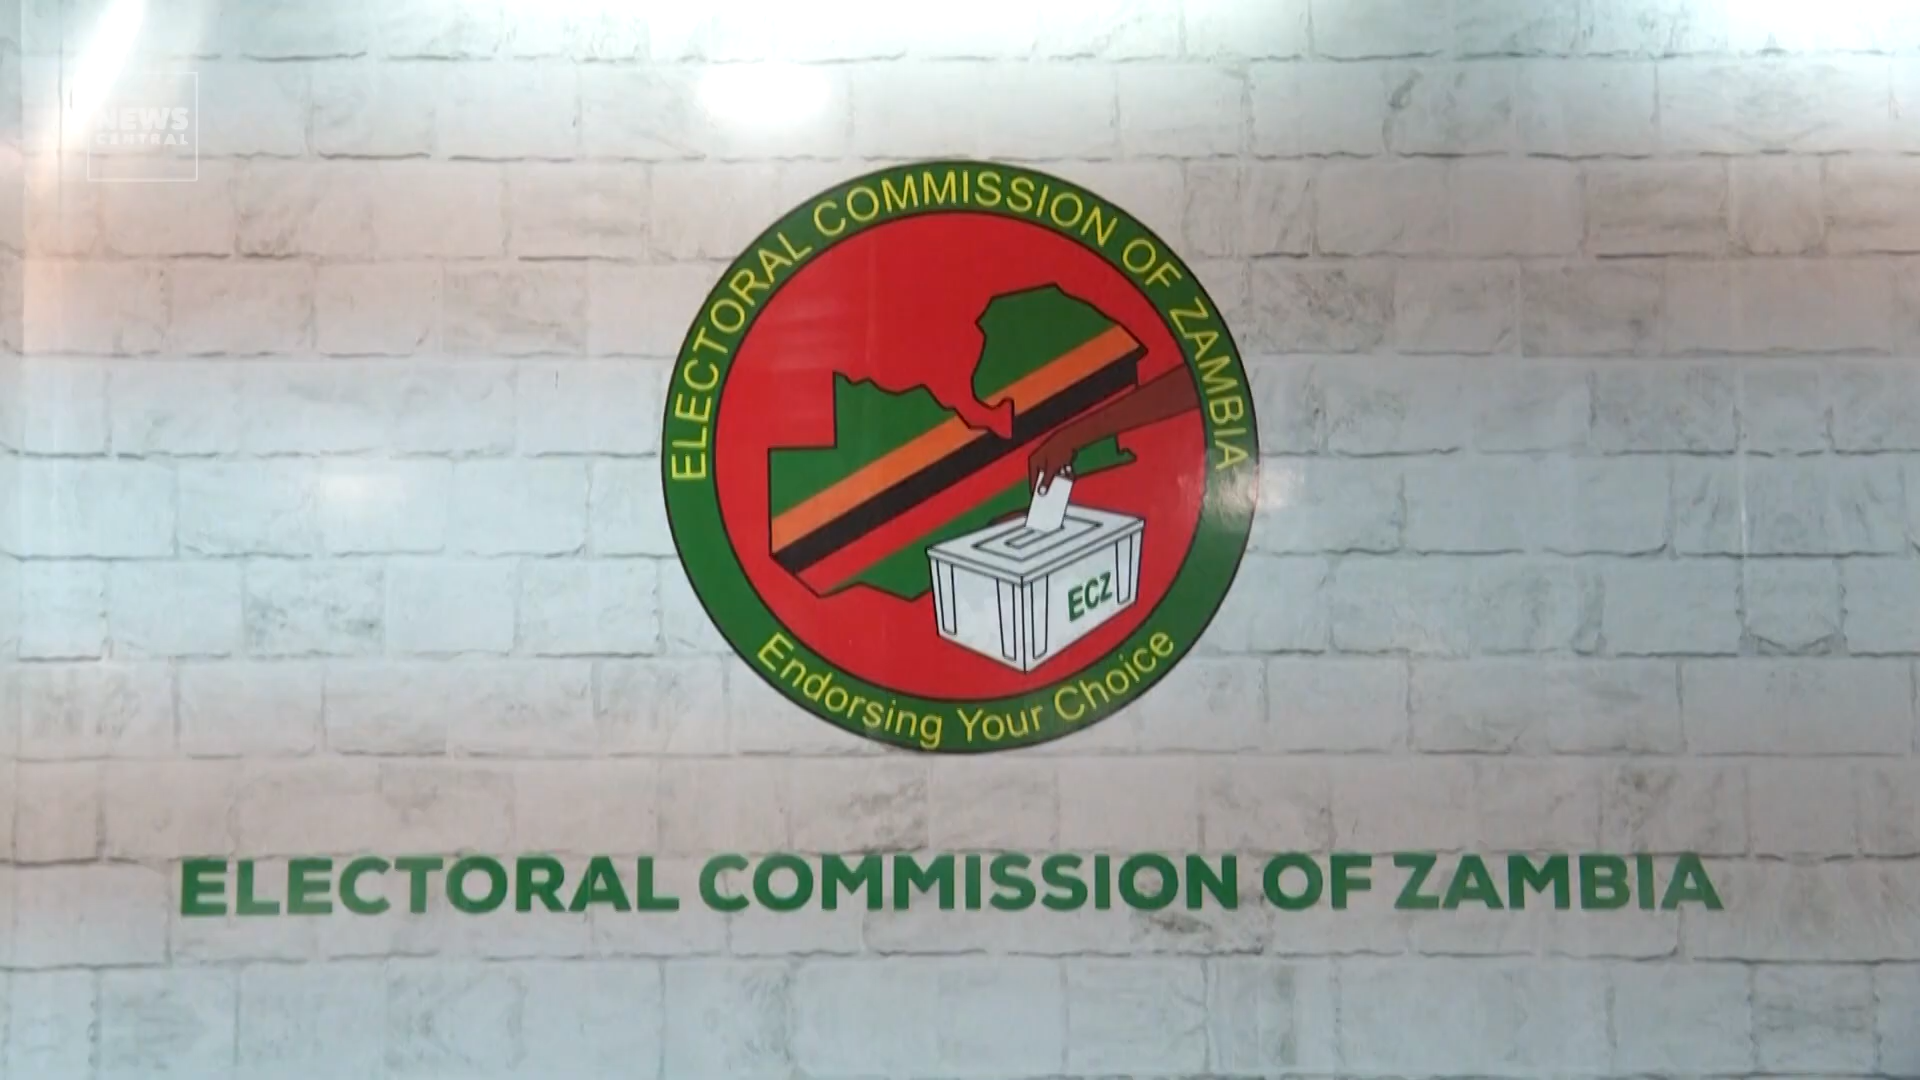 NEWS
CENTRAL
ELECTORAL COMMISSION OF ZAMBIA
ECZ
Endorsing Your Choice
ELECTORAL COMMISSION OF ZAMBIA